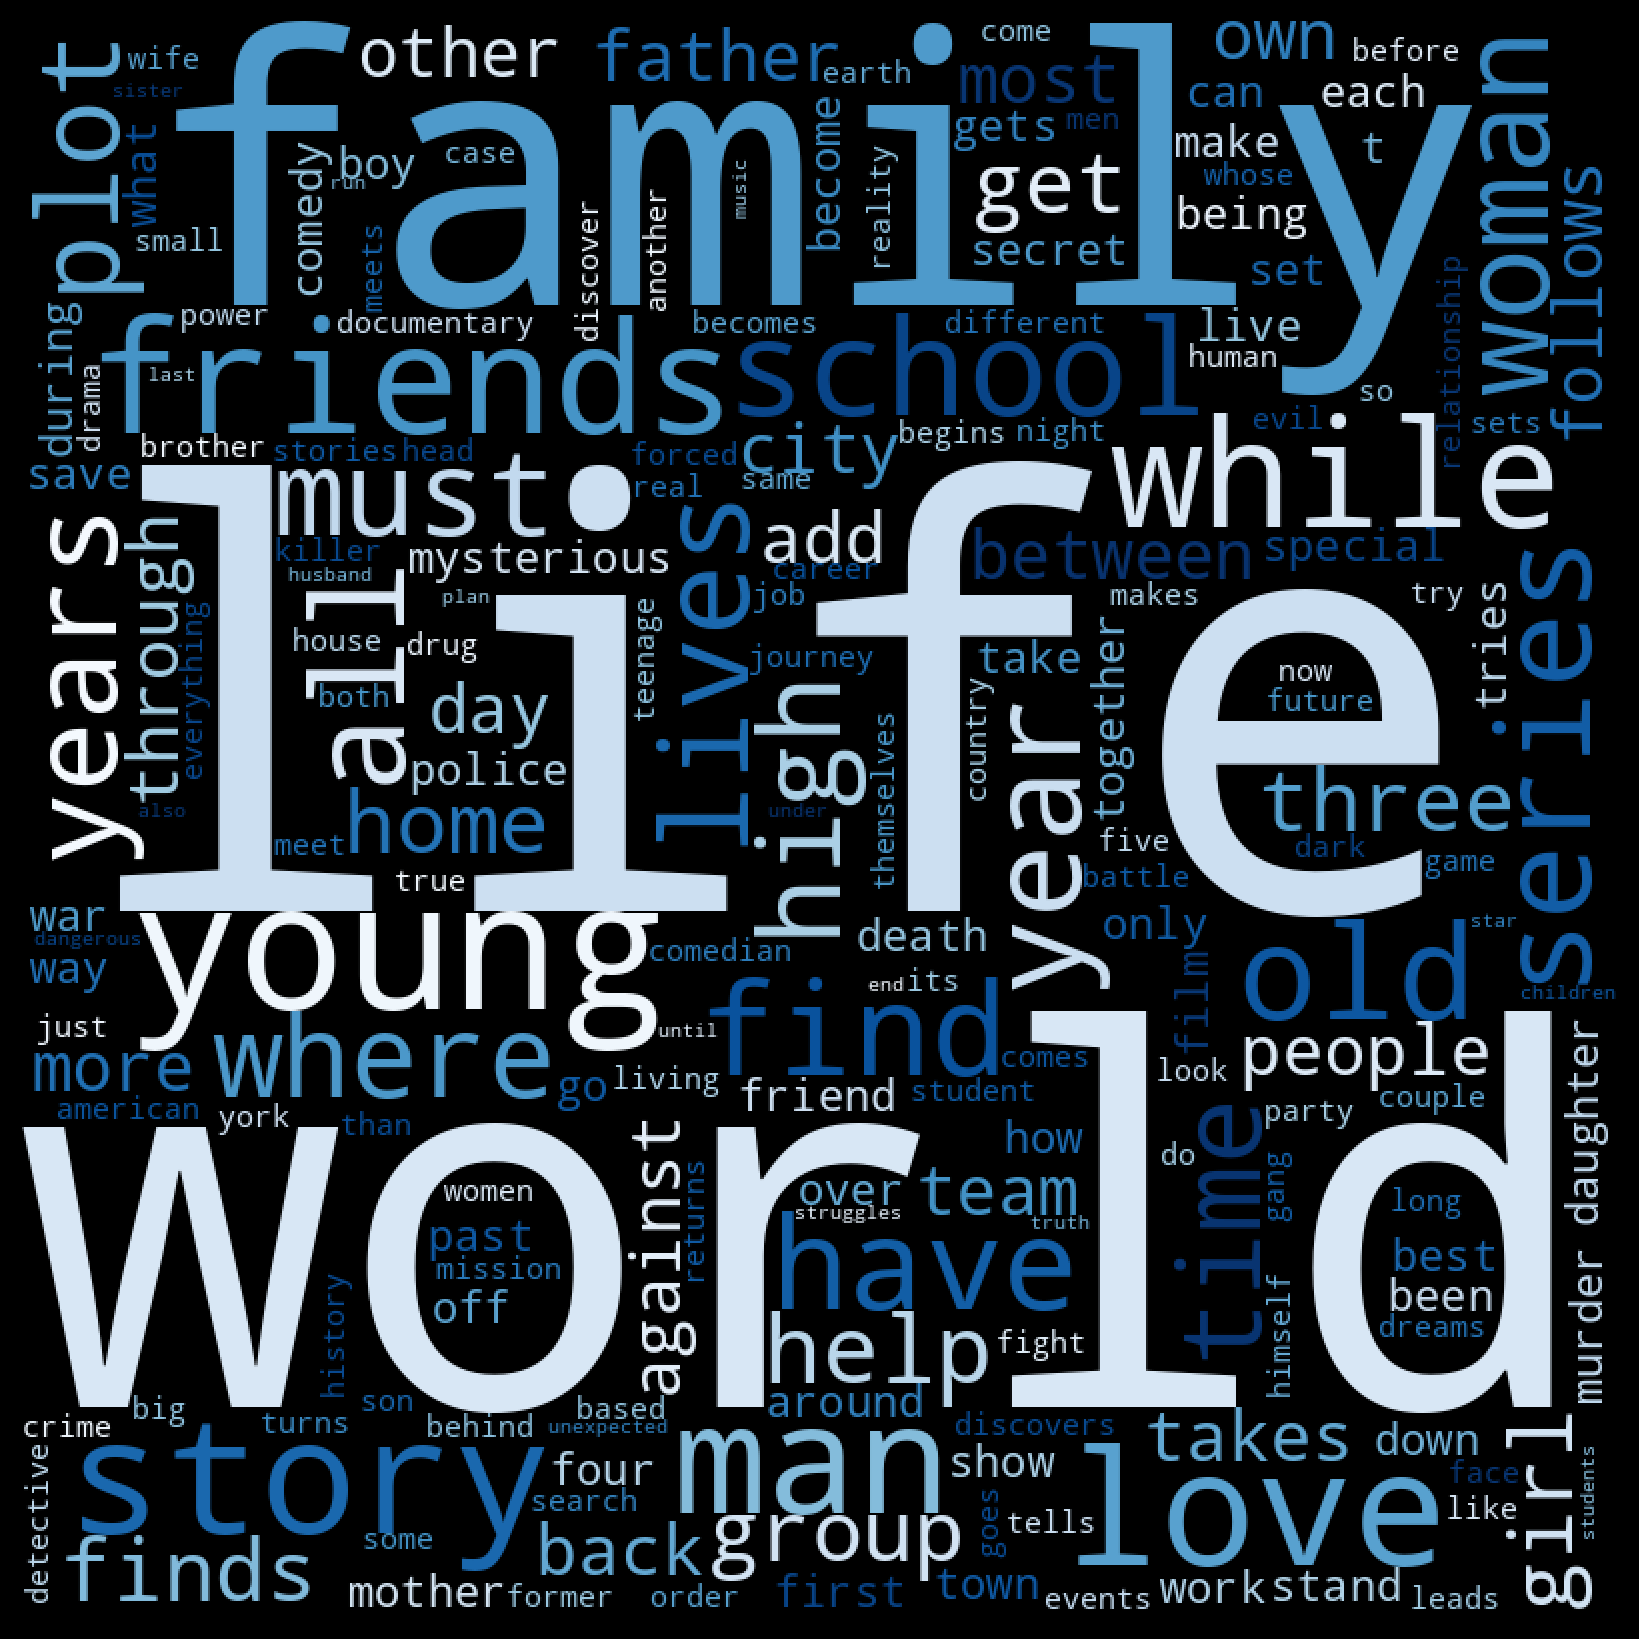 family
life
world
other
father
come
own
before
wife
sister
plot
what
comedy
boy
case
run
small
meets
discover
another
music
become
earth
reality
most
gets
men
get
secret
can
each
make
t
whose
being
set
woman
follows
during
drama
power
documentary
becomes
different
live
human
relationship
friends
last
school
so
brother
stories
head
forced
city
begins
night
evil
sets
save
must
real
same
while
years
through
everything
killer
husband
mysterious
plan
all
lives
add
career
job
between
special
makes
try
tries
series
house
drug
teenage
journey
take
together
now
future
both
day
police
high
themselves
country
year
three
also
home
under
meet
true
five
battle
dark
game
war
dangerous
way
young
comedian
death
end
its
only
old
star
children
just
until
find
film
people
more
where
go
living
comes
student
look
american
york
than
friend
couple
party
time
daughter
murder
how
do
women
against
returns
over
struggles
team
truth
gang
long
past
mission
off
have
best
been
dreams
history
help
fight
himself
around
crime
big
turns
son
behind
based
unexpected
discovers
takes
down
girl
students
detective
story
four
search
man
show
love
face
like
some
finds
back
group
goes
tells
mother
former
order
first
town
events
work
stand
leads